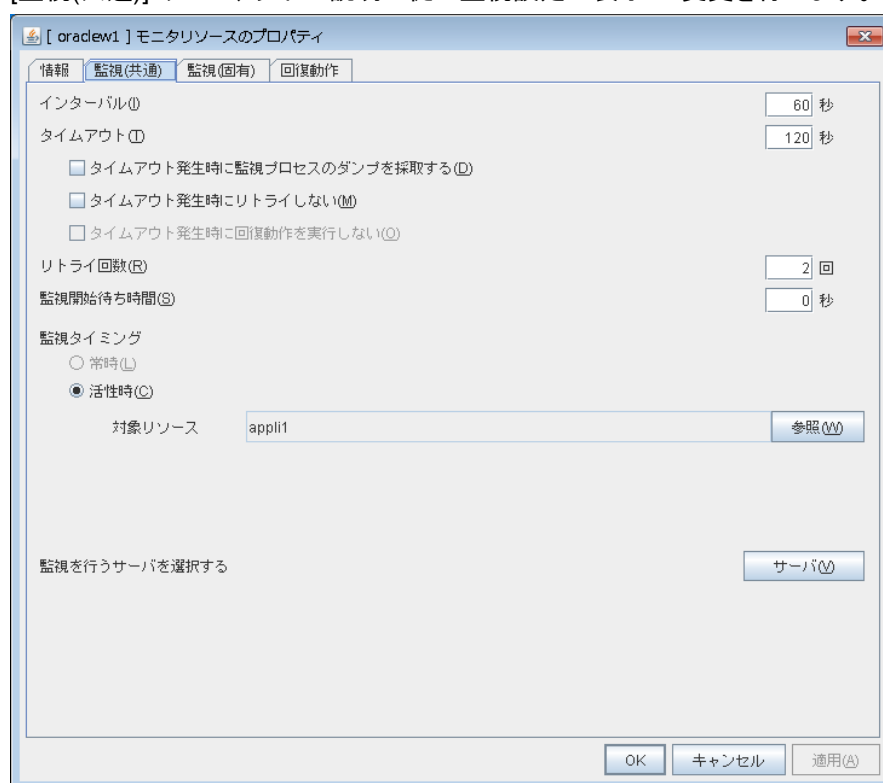 [ oraclew1 ] モニタリソースのプロパティ
情報 監視(共通) 監視(固有) 回復動作
インターバル(I) 60 秒
タイムアウト(T) 120 秒
タイムアウト発生時に監視プロセスのダンプを採取する(D)
タイムアウト発生時にリトライしない(M)
タイムアウト発生時に回復動作を実行しない(O)
リトライ回数(R) 2 回
監視開始待ち時間(S) 0 秒
監視タイミング
常時(L)
活性時(C)
対象リソース appli1 参照(W)
監視を行うサーバを選択する サーバ(V)
OK キャンセル 適用(A)